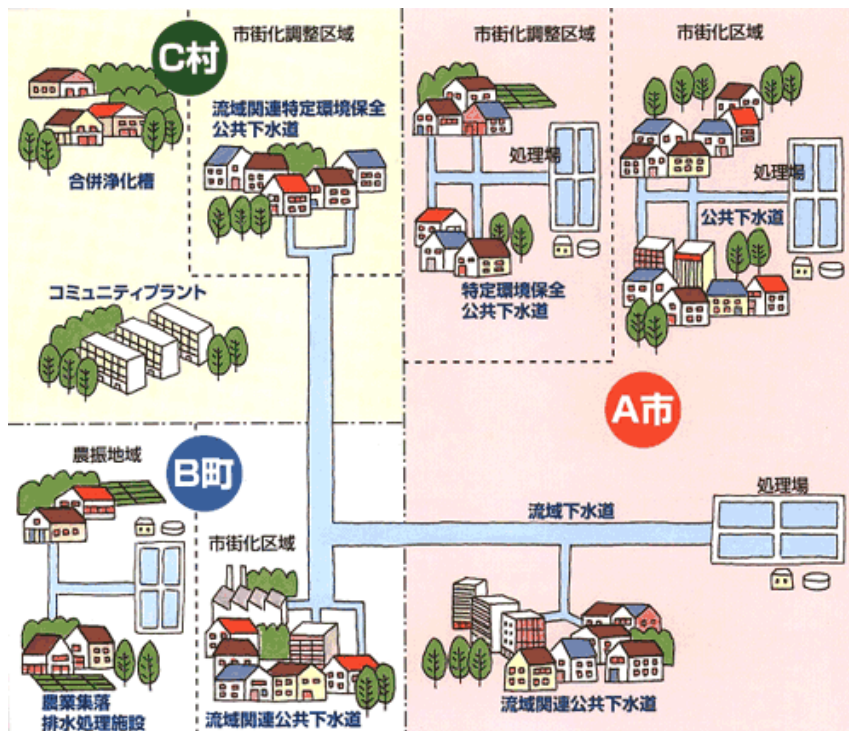 市街化調整区域
C村
流域関連特定環境保全
公共下水道
合併浄化槽
コミュニティプラント
市街化調整区域
処理場
特定環境保全
公共下水道
市街化区域
処理場
公共下水道
A市
農振地域
B町
市街化区域
農業集落
排水処理施設
流域関連公共下水道
処理場
流域下水道
流域関連公共下水道